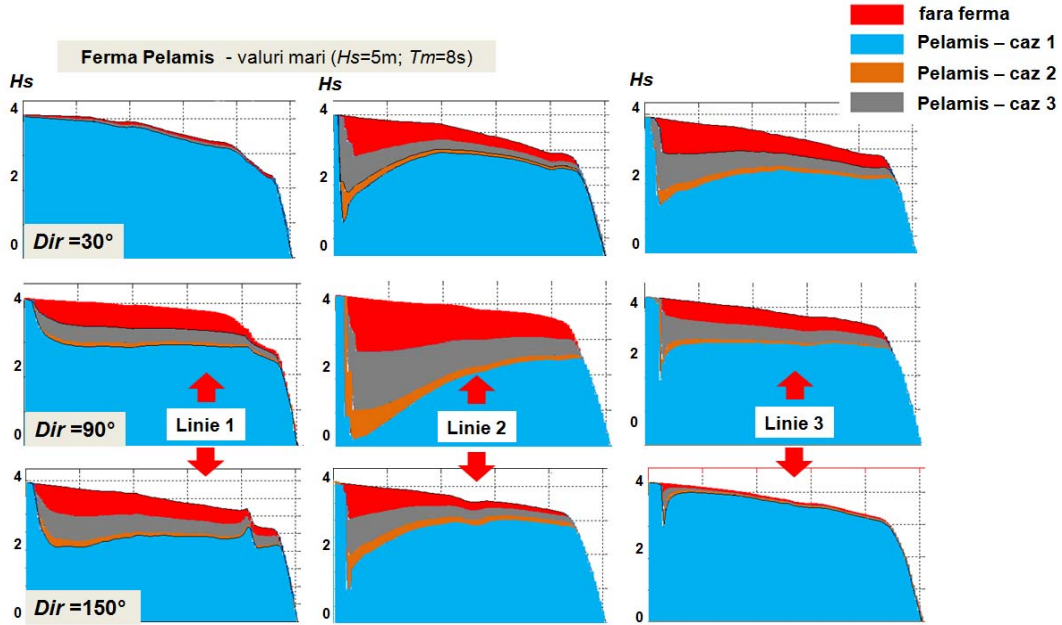 fara ferma
Pelamis – caz 1
Pelamis – caz 2
Pelamis – caz 3
Ferma Pelamis - valuri mari (Hs=5m; Tm=8s)
Hs
Hs
Hs
4
2
0
Dir =30°
4
2
0
4
2
0
4
2
0
Dir =90°
Linie 1
4
2
0
Linie 2
4
2
0
Linie 3
4
2
0
Dir =150°
4
2
0
4
2
0